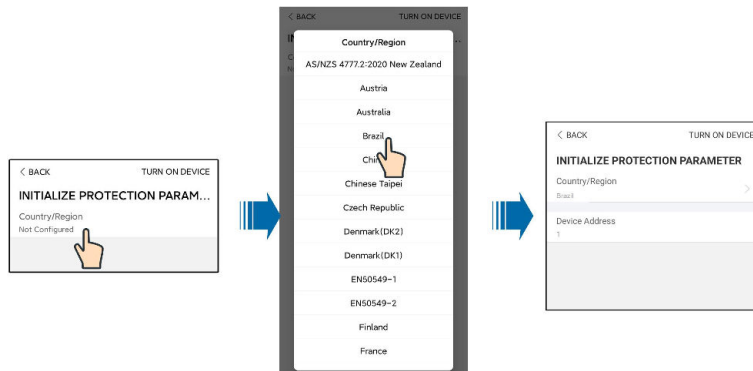 < BACK TURN ON DEVICE
INITIALIZE PROTECTION PARAM...
Country/Region
Not Configured
< BACK TURN ON DEVICE
Country/Region
AS/NZS 4777.2:2020 New Zealand
Austria
Australia
Brazil
Chin
Chinese Taipei
Czech Republic
Denmark(DK2)
Denmark(DK1)
EN50549-1
EN50549-2
Finland
France
< BACK TURN ON DEVICE
INITIALIZE PROTECTION PARAMETER
Country/Region
Brazil
Device Address
1